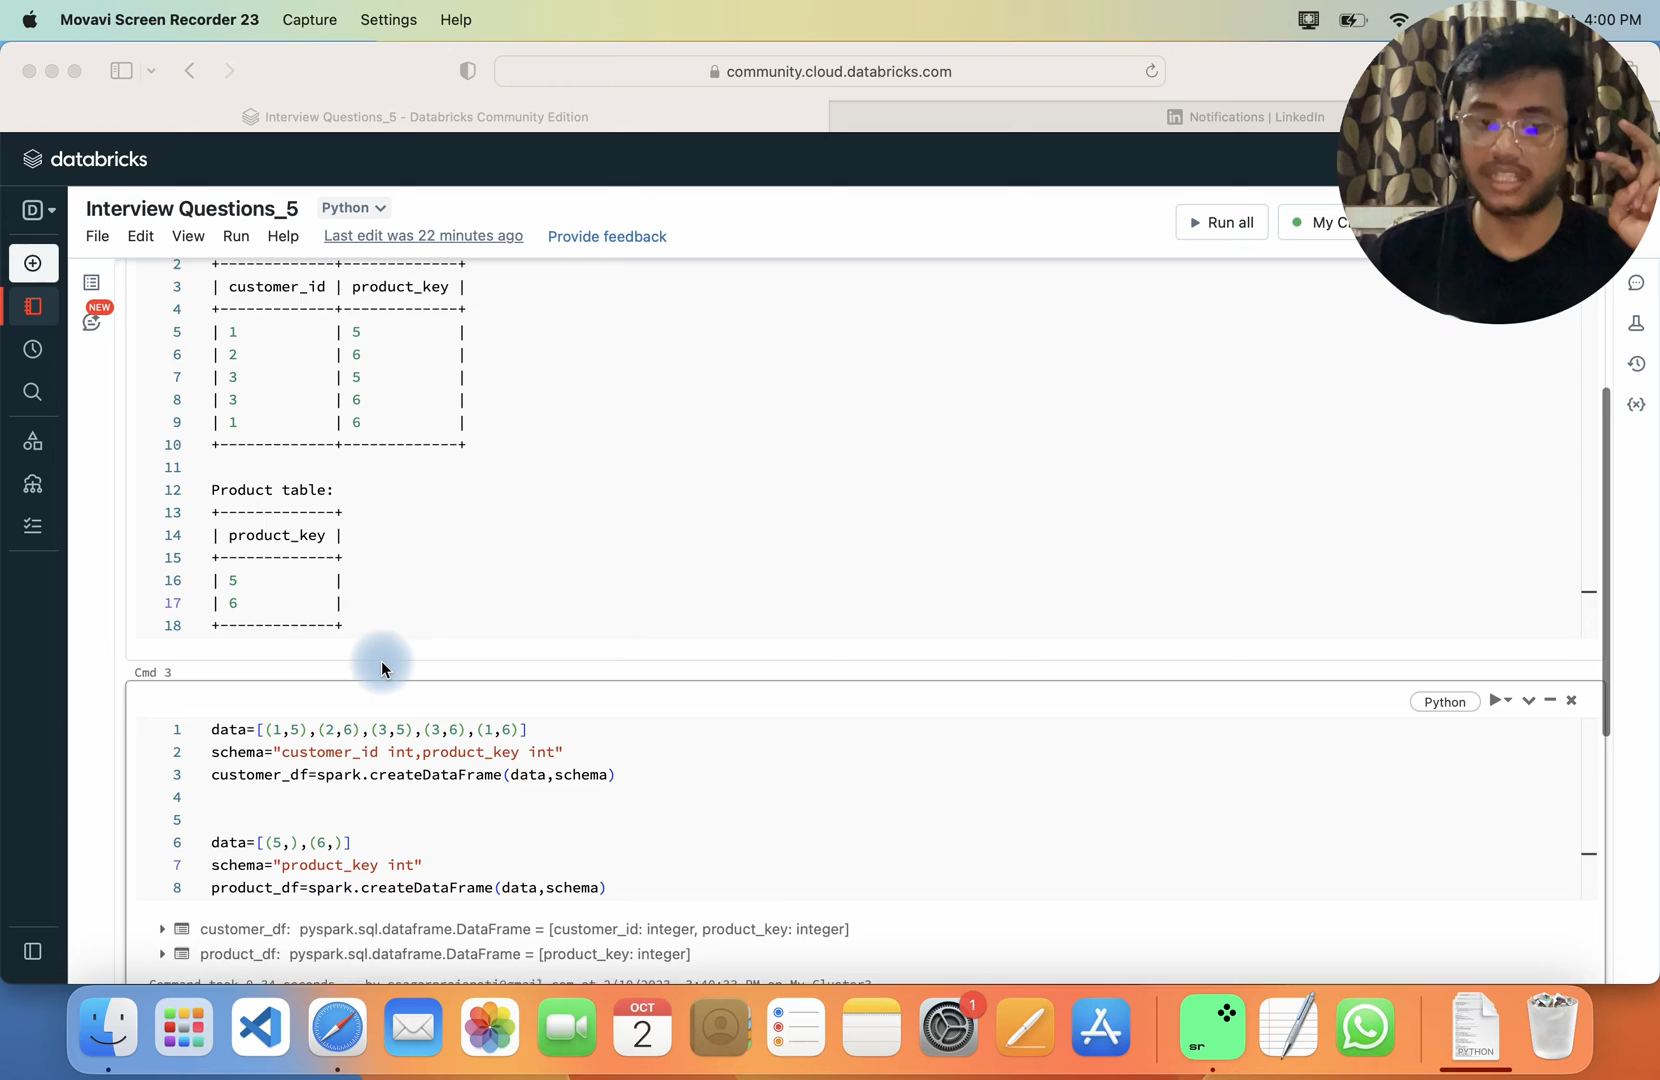 Movavi Screen Recorder 23 Capture Settings Help 4:00 PM
community.cloud.databricks.com
Interview Questions_5 - Databricks Community Edition Notifications | LinkedIn
databricks
D Interview Questions_5 Python
File Edit View Run Help Last edit was 22 minutes ago Provide feedback Run all My C
NEW
2 +-------------+-------------+
3 | customer_id | product_key |
4 +-------------+-------------+
5 | 1 | 5 |
6 | 2 | 6 |
7 | 3 | 5 |
8 | 3 | 6 |
9 | 1 | 6 |
10 +-------------+-------------+
11
12 Product table:
13 +-------------+
14 | product_key |
15 +-------------+
16 | 5 |
17 | 6 |
18 +-------------+
Cmd 3
Python
1 data=[(1,5),(2,6),(3,5),(3,6),(1,6)]
2 schema="customer_id int,product_key int"
3 customer_df=spark.createDataFrame(data,schema)
4
5
6 data=[(5,),(6,)]
7 schema="product_key int"
8 product_df=spark.createDataFrame(data,schema)
customer_df: pyspark.sql.dataframe.DataFrame = [customer_id: integer, product_key: integer]
product_df: pyspark.sql.dataframe.DataFrame = [product_key: integer]
OCT
2
1
sr
PYTHON